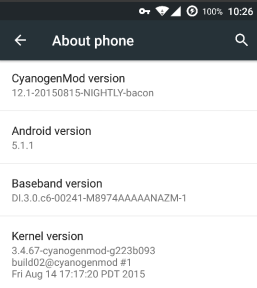 100% 10:26
About phone
CyanogenMod version
12.1-20150815-NIGHTLY-bacon
Android version
5.1.1
Baseband version
DI.3.0.c6-00241-M8974AAAAANAZM-1
Kernel version
3.4.67-cyanogenmod-g223b093
build02@cyanogenmod #1
Fri Aug 14 17:17:20 PDT 2015